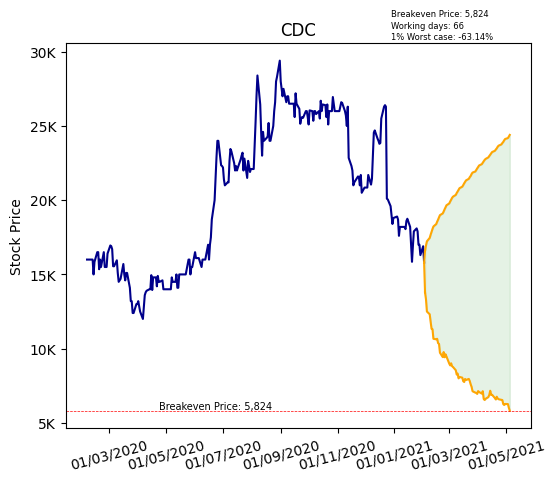 Breakeven Price: 5,824
Working days: 66
1% Worst case: -63.14%
CDC
Stock Price
30K
25K
20K
15K
10K
5K
Breakeven Price: 5,824
01/03/2020
01/05/2020
01/07/2020
01/09/2020
01/11/2020
01/01/2021
01/03/2021
01/05/2021